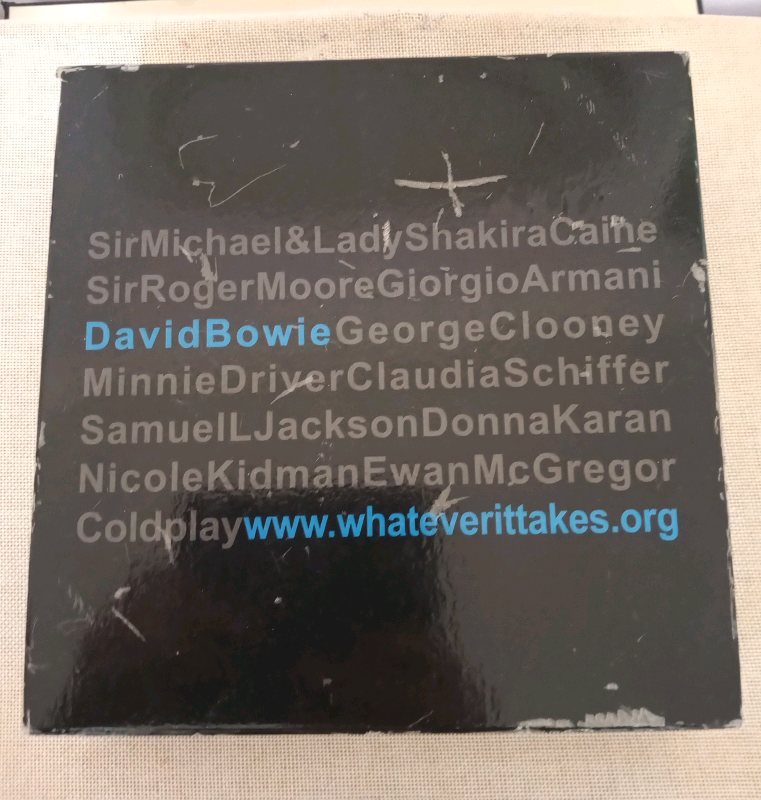 SirMichael&LadyShakiraCaine
SirRogerMooreGiorgioArmani
DavidBowieGeorgeClooney
MinnieDriverClaudiaSchiffer
SamuelLJacksonDonnaKaran
NicoleKidmanEwanMcGregor
Coldplaywww.whateverittakes.org